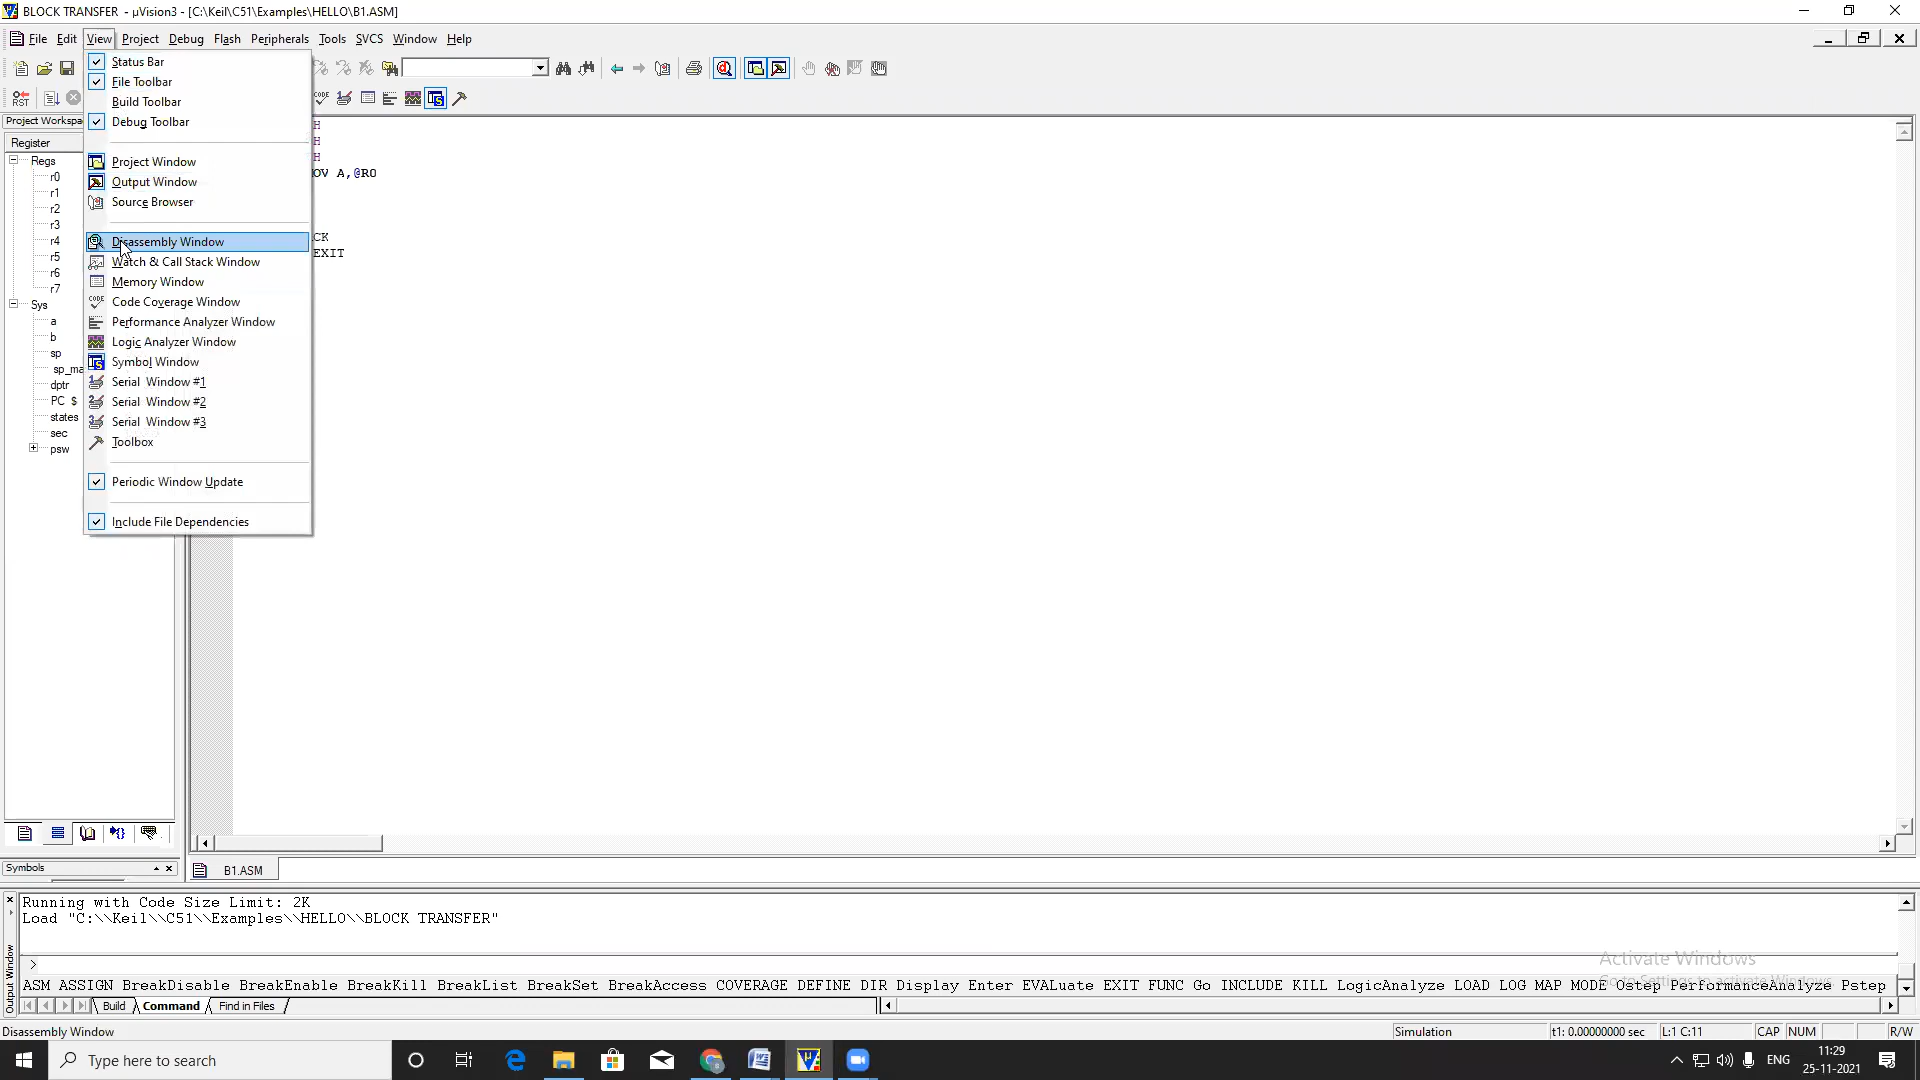 BLOCK TRANSFER - µVision3 - [C:\Keil\C51\Examples\HELLO\B1.ASM]
File Edit View Project Debug Flash Peripherals Tools SVCS Window Help
Status Bar
File Toolbar
Build Toolbar
Debug Toolbar
Project Window
Output Window
Source Browser
Disassembly Window
Watch & Call Stack Window
Memory Window
Code Coverage Window
Performance Analyzer Window
Logic Analyzer Window
Symbol Window
Serial Window #1
Serial Window #2
Serial Window #3
Toolbox
Periodic Window Update
Include File Dependencies
RST
CODE
Project Workspa
Register
Regs
r0
r1
r2
r3
r4
r5
r6
r7
Sys
a
b
sp
sp_ma
dptr
PC $
states
sec
psw
H
H
H
OV A,@R0
CK
EXIT
Symbols
B1.ASM
Output Window
Running with Code Size Limit: 2K
Load "C:\\Keil\\C51\\Examples\\HELLO\\BLOCK TRANSFER"
>
ASM ASSIGN BreakDisable BreakEnable BreakKill BreakList BreakSet BreakAccess COVERAGE DEFINE DIR Display Enter EVALuate EXIT FUNC Go INCLUDE KILL LogicAnalyze LOAD LOG MAP MODE Ostep PerformanceAnalyze Pstep
Activate Windows
Go to Settings to activate Windows.
Build Command Find in Files
Disassembly Window
Simulation
t1: 0.00000000 sec
L:1 C:11
CAP NUM
R/W
Type here to search
ENG
11:29
25-11-2021